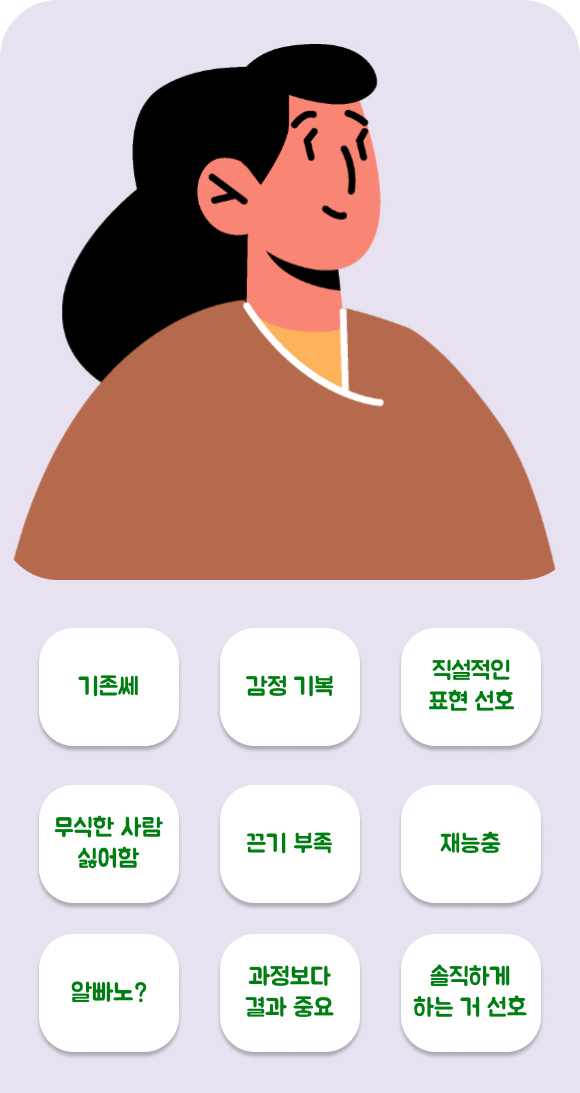 기존쎄
감정 기복
직설적인
표현 선호
무식한 사람
싫어함
끈기 부족
재능충
알빠노?
과정보다
결과 중요
솔직하게
하는 거 선호